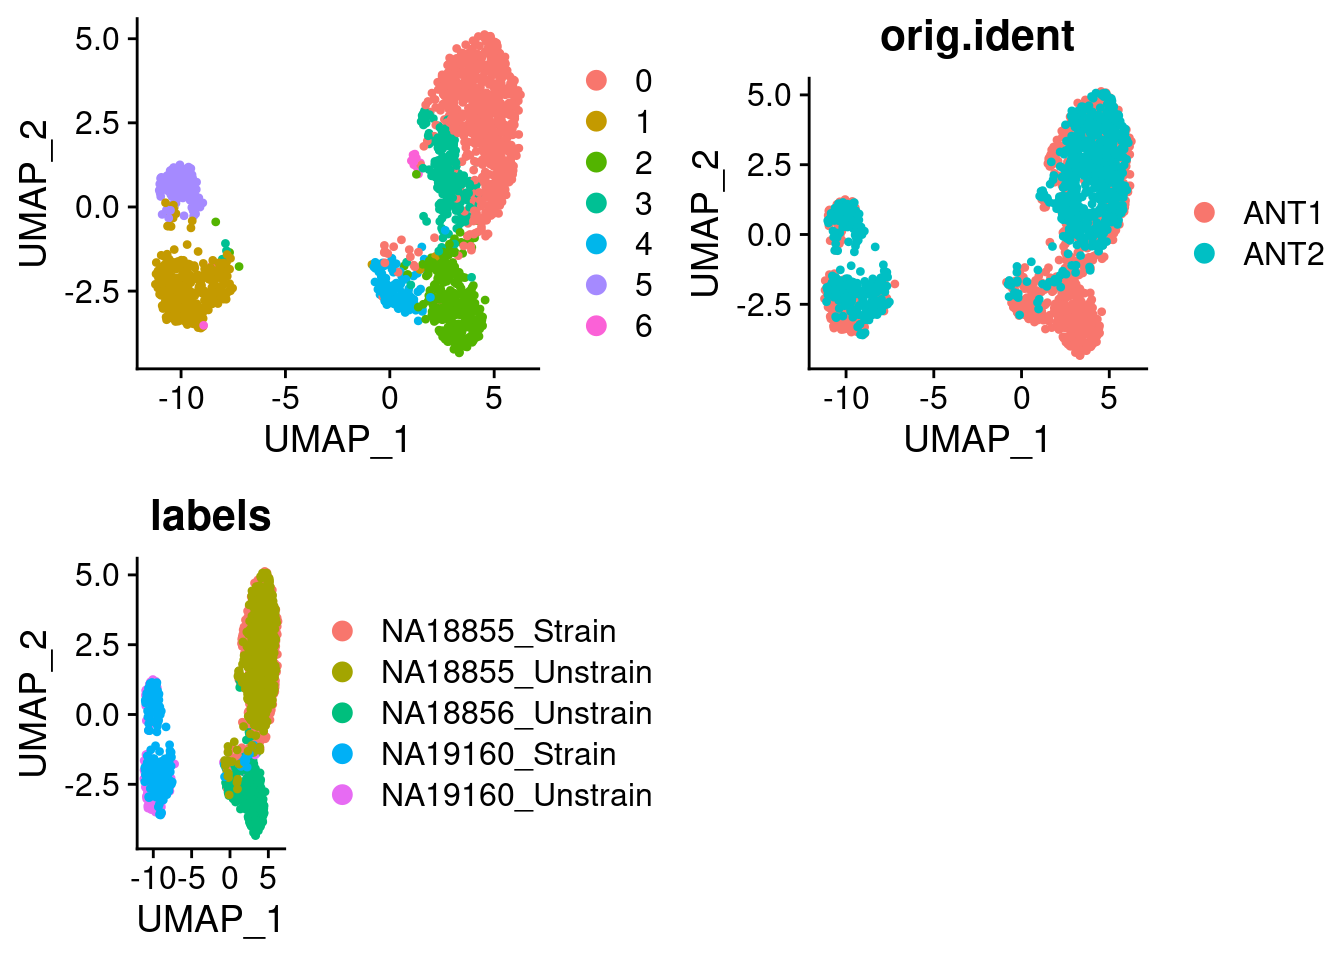 5.0
2.5
0.0
-2.5
UMAP_2
-10 -5 0 5
UMAP_1
0
1
2
3
4
5
6
orig.ident
5.0
2.5
0.0
-2.5
UMAP_2
-10 -5 0 5
UMAP_1
ANT1
ANT2
labels
5.0
2.5
0.0
-2.5
UMAP_2
-10 -5 0 5
UMAP_1
NA18855_Strain
NA18855_Unstrain
NA18856_Unstrain
NA19160_Strain
NA19160_Unstrain